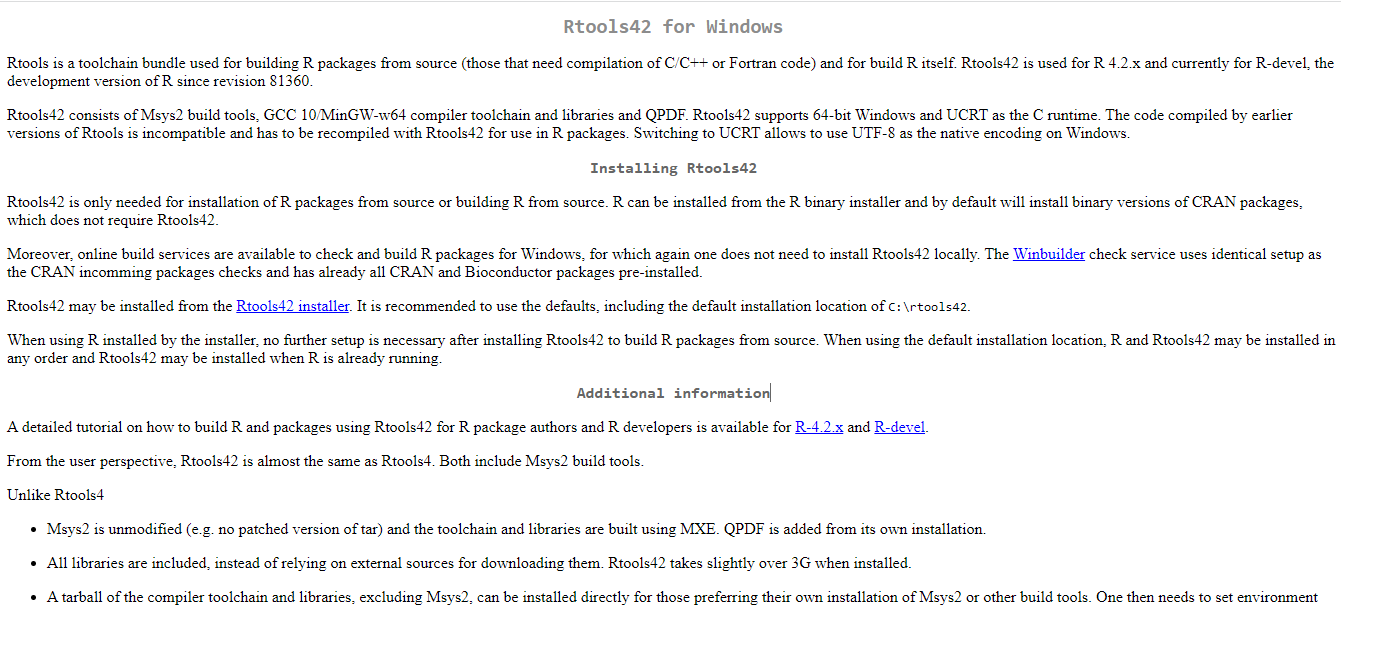 Rtools42 for Windows
Rtools is a toolchain bundle used for building R packages from source (those that need compilation of C/C++ or Fortran code) and for build R itself. Rtools42 is used for R 4.2.x and currently for R-devel, the
development version of R since revision 81360.
Rtools42 consists of Msys2 build tools, GCC 10/MinGW-w64 compiler toolchain and libraries and QPDF. Rtools42 supports 64-bit Windows and UCRT as the C runtime. The code compiled by earlier
versions of Rtools is incompatible and has to be recompiled with Rtools42 for use in R packages. Switching to UCRT allows to use UTF-8 as the native encoding on Windows.
Installing Rtools42
Rtools42 is only needed for installation of R packages from source or building R from source. R can be installed from the R binary installer and by default will install binary versions of CRAN packages,
which does not require Rtools42.
Moreover, online build services are available to check and build R packages for Windows, for which again one does not need to install Rtools42 locally. The Winbuilder check service uses identical setup as
the CRAN incomming packages checks and has already all CRAN and Bioconductor packages pre-installed.
Rtools42 may be installed from the Rtools42 installer. It is recommended to use the defaults, including the default installation location of C:\rtools42.
When using R installed by the installer, no further setup is necessary after installing Rtools42 to build R packages from source. When using the default installation location, R and Rtools42 may be installed in
any order and Rtools42 may be installed when R is already running.
Additional information
A detailed tutorial on how to build R and packages using Rtools42 for R package authors and R developers is available for R-4.2.x and R-devel.
From the user perspective, Rtools42 is almost the same as Rtools4. Both include Msys2 build tools.
Unlike Rtools4
• Msys2 is unmodified (e.g. no patched version of tar) and the toolchain and libraries are built using MXE. QPDF is added from its own installation.
• All libraries are included, instead of relying on external sources for downloading them. Rtools42 takes slightly over 3G when installed.
• A tarball of the compiler toolchain and libraries, excluding Msys2, can be installed directly for those preferring their own installation of Msys2 or other build tools. One then needs to set environment